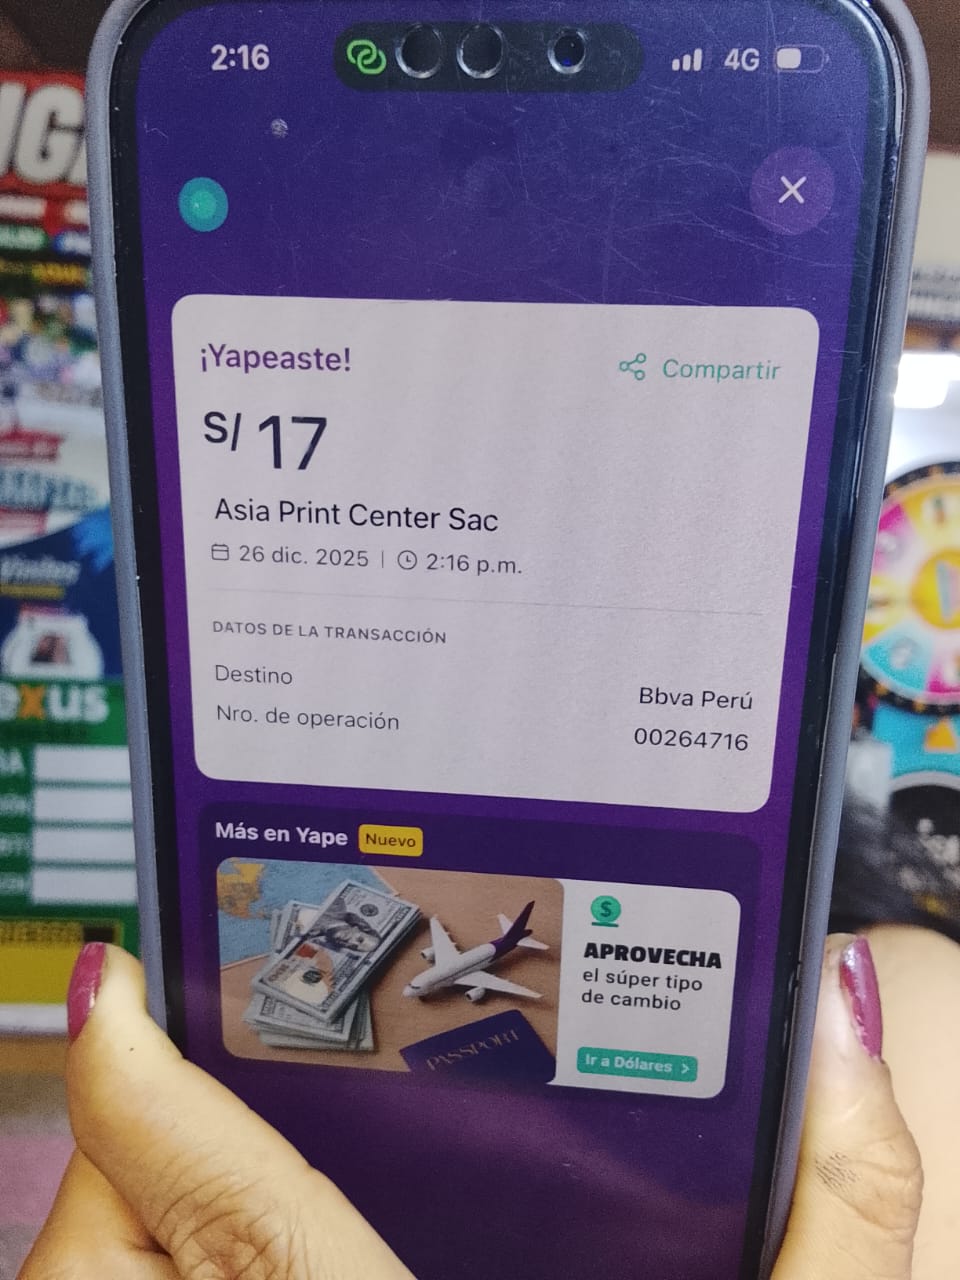 2:16
4G
¡Yapeaste!
Compartir
S/ 17
Asia Print Center Sac
26 dic. 2025 | 2:16 p.m.
DATOS DE LA TRANSACCIÓN
Destino
Bbva Perú
Nro. de operación
00264716
Más en Yape
Nuevo
APROVECHA
el súper tipo
de cambio
Ir a Dólares >
PASSPORT
exus